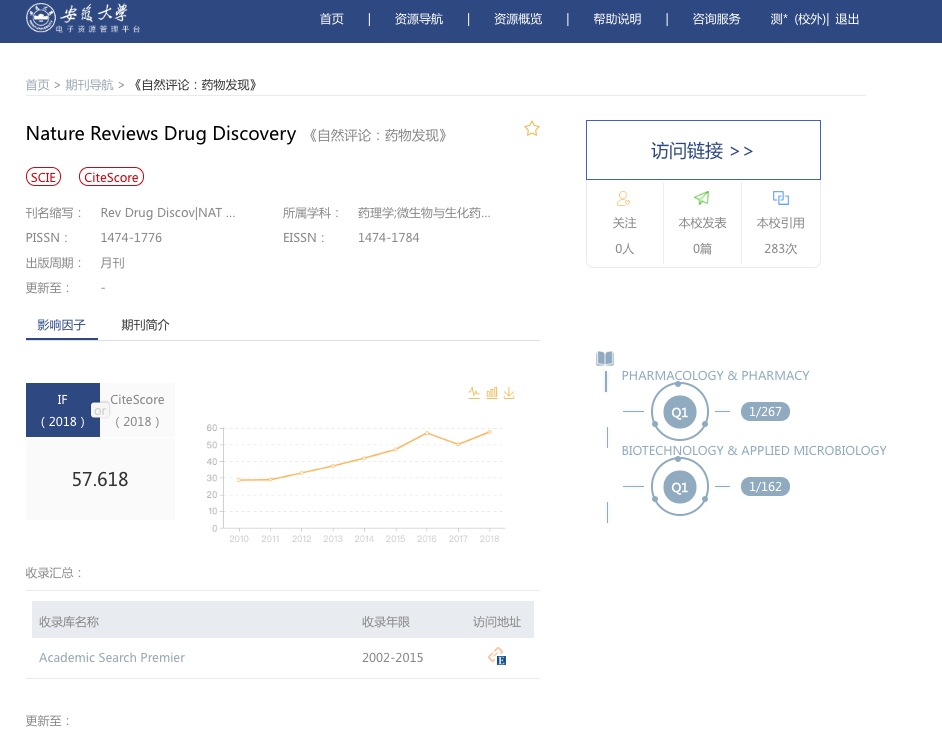 安徽大学
电子资源管理平台
首页 | 资源导航 | 资源概览 | 帮助说明 | 咨询服务 测* (校外)| 退出
首页 > 期刊导航 > 《自然评论：药物发现》
Nature Reviews Drug Discovery 《自然评论：药物发现》
SCIE CiteScore
刊名缩写： Rev Drug Discov|NAT ... 所属学科： 药理学;微生物与生化药...
PISSN： 1474-1776 EISSN： 1474-1784
出版周期： 月刊
更新至： -
访问链接 >>
关注 本校发表 本校引用
0人 0篇 283次
影响因子 期刊简介
IF or CiteScore
( 2018 ) ( 2018 )
57.618
60
50
40
30
20
10
0
2010 2011 2012 2013 2014 2015 2016 2017 2018
PHARMACOLOGY & PHARMACY
Q1 1/267
BIOTECHNOLOGY & APPLIED MICROBIOLOGY
Q1 1/162
收录汇总：
收录库名称 收录年限 访问地址
Academic Search Premier 2002-2015 E
更新至：